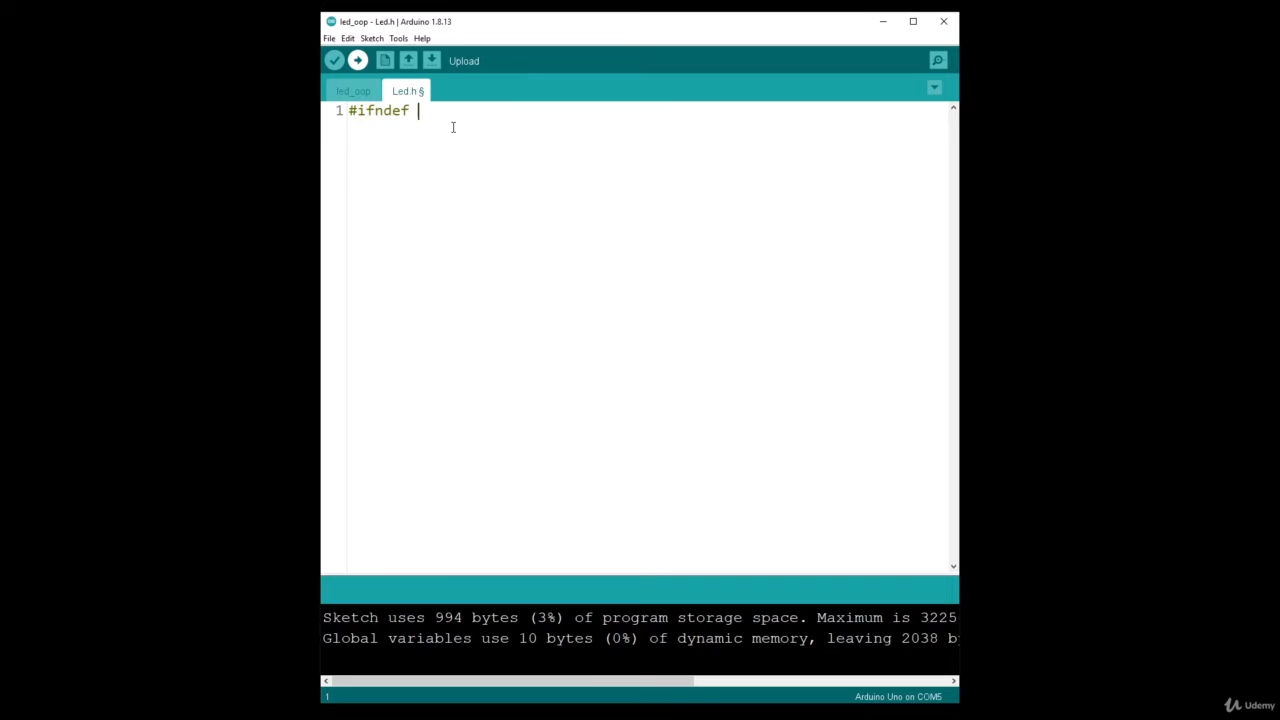 led_oop - Led.h | Arduino 1.8.13
File Edit Sketch Tools Help
Upload
led_oop Led.h §
1 #ifndef
Sketch uses 994 bytes (3%) of program storage space. Maximum is 3225
Global variables use 10 bytes (0%) of dynamic memory, leaving 2038 b
1 Arduino Uno on COM5
Udemy